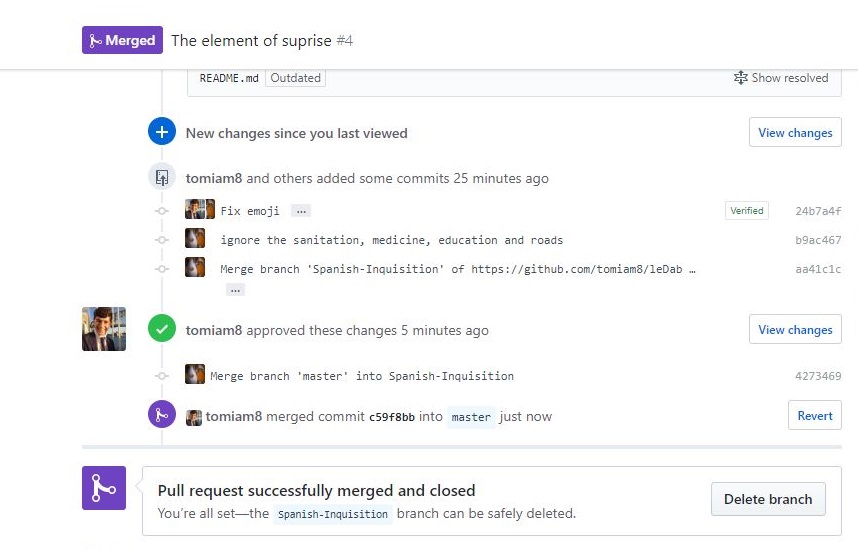 Merged The element of suprise #4
README.md Outdated Show resolved
New changes since you last viewed View changes
tomiam8 and others added some commits 25 minutes ago
Fix emoji … Verified 24b7a4f
ignore the sanitation, medicine, education and roads b9ac467
Merge branch 'Spanish-Inquisition' of https://github.com/tomiam8/leDab … aa41c1c
…
tomiam8 approved these changes 5 minutes ago View changes
Merge branch 'master' into Spanish-Inquisition 4273469
tomiam8 merged commit c59f8bb into master just now Revert
Pull request successfully merged and closed
You're all set—the Spanish-Inquisition branch can be safely deleted.
Delete branch